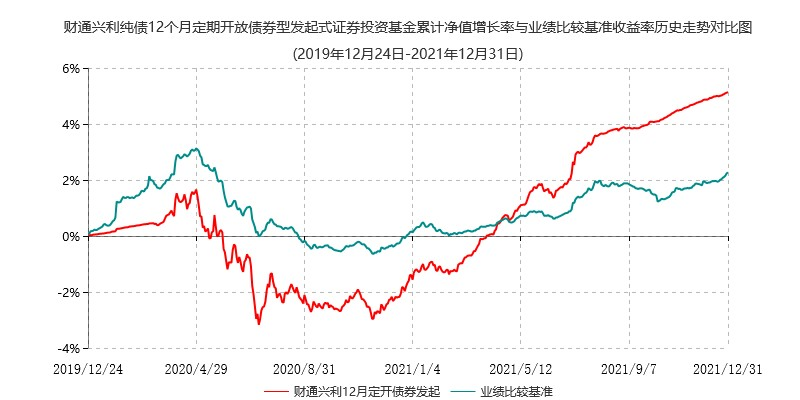 财通兴利纯债12个月定期开放债券型发起式证券投资基金累计净值增长率与业绩比较基准收益率历史走势对比图
(2019年12月24日-2021年12月31日)
6%
4%
2%
0%
-2%
-4%
2019/12/24 2020/4/29 2020/8/31 2021/1/4 2021/5/12 2021/9/7 2021/12/31
财通兴利12月定开债券发起 业绩比较基准